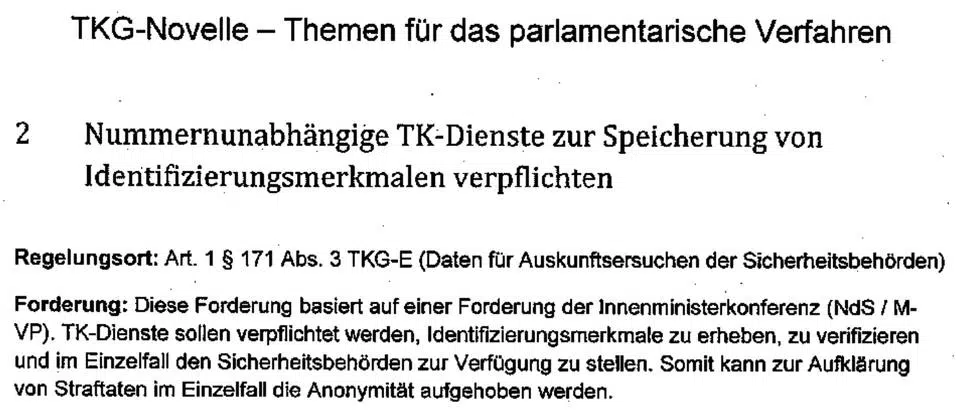 TKG-Novelle – Themen für das parlamentarische Verfahren
2 Nummernunabhängige TK-Dienste zur Speicherung von
Identifizierungsmerkmalen verpflichten
Regelungsort: Art. 1 § 171 Abs. 3 TKG-E (Daten für Auskunftsersuchen der Sicherheitsbehörden)
Forderung: Diese Forderung basiert auf einer Forderung der Innenministerkonferenz (NdS / M-
VP). TK-Dienste sollen verpflichtet werden, Identifizierungsmerkmale zu erheben, zu verifizieren
und im Einzelfall den Sicherheitsbehörden zur Verfügung zu stellen. Somit kann zur Aufklärung
von Straftaten im Einzelfall die Anonymität aufgehoben werden.